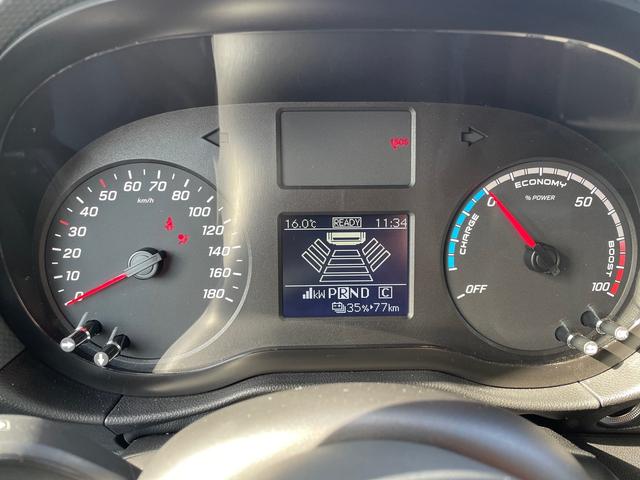 SOS
0 10 20 30 40 50 60 70 80 100 120 140 160 180
km/h
16.0°C READY 11:34
kW PRND C
35% 77km
OFF CHARGE 0 ECONOMY 50 BOOST 100
% POWER